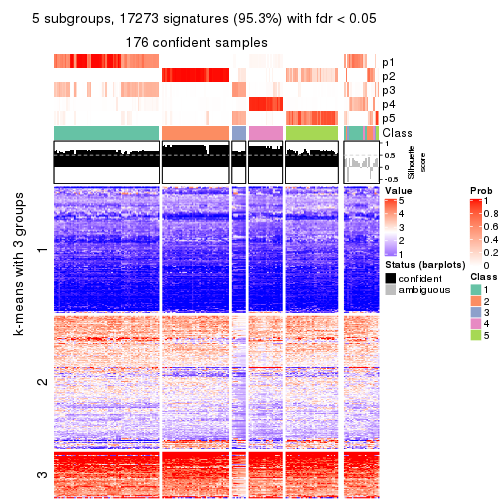 5 subgroups, 17273 signatures (95.3%) with fdr < 0.05
176 confident samples
p1
p2
p3
p4
p5
Class
1
0.5
0
-0.5
Silhouette
score
k-means with 3 groups
1
2
3
Value
5
4
3
2
1
Status (barplots)
confident
ambiguous
Prob
1
0.8
0.6
0.4
0.2
0
Class
1
2
3
4
5